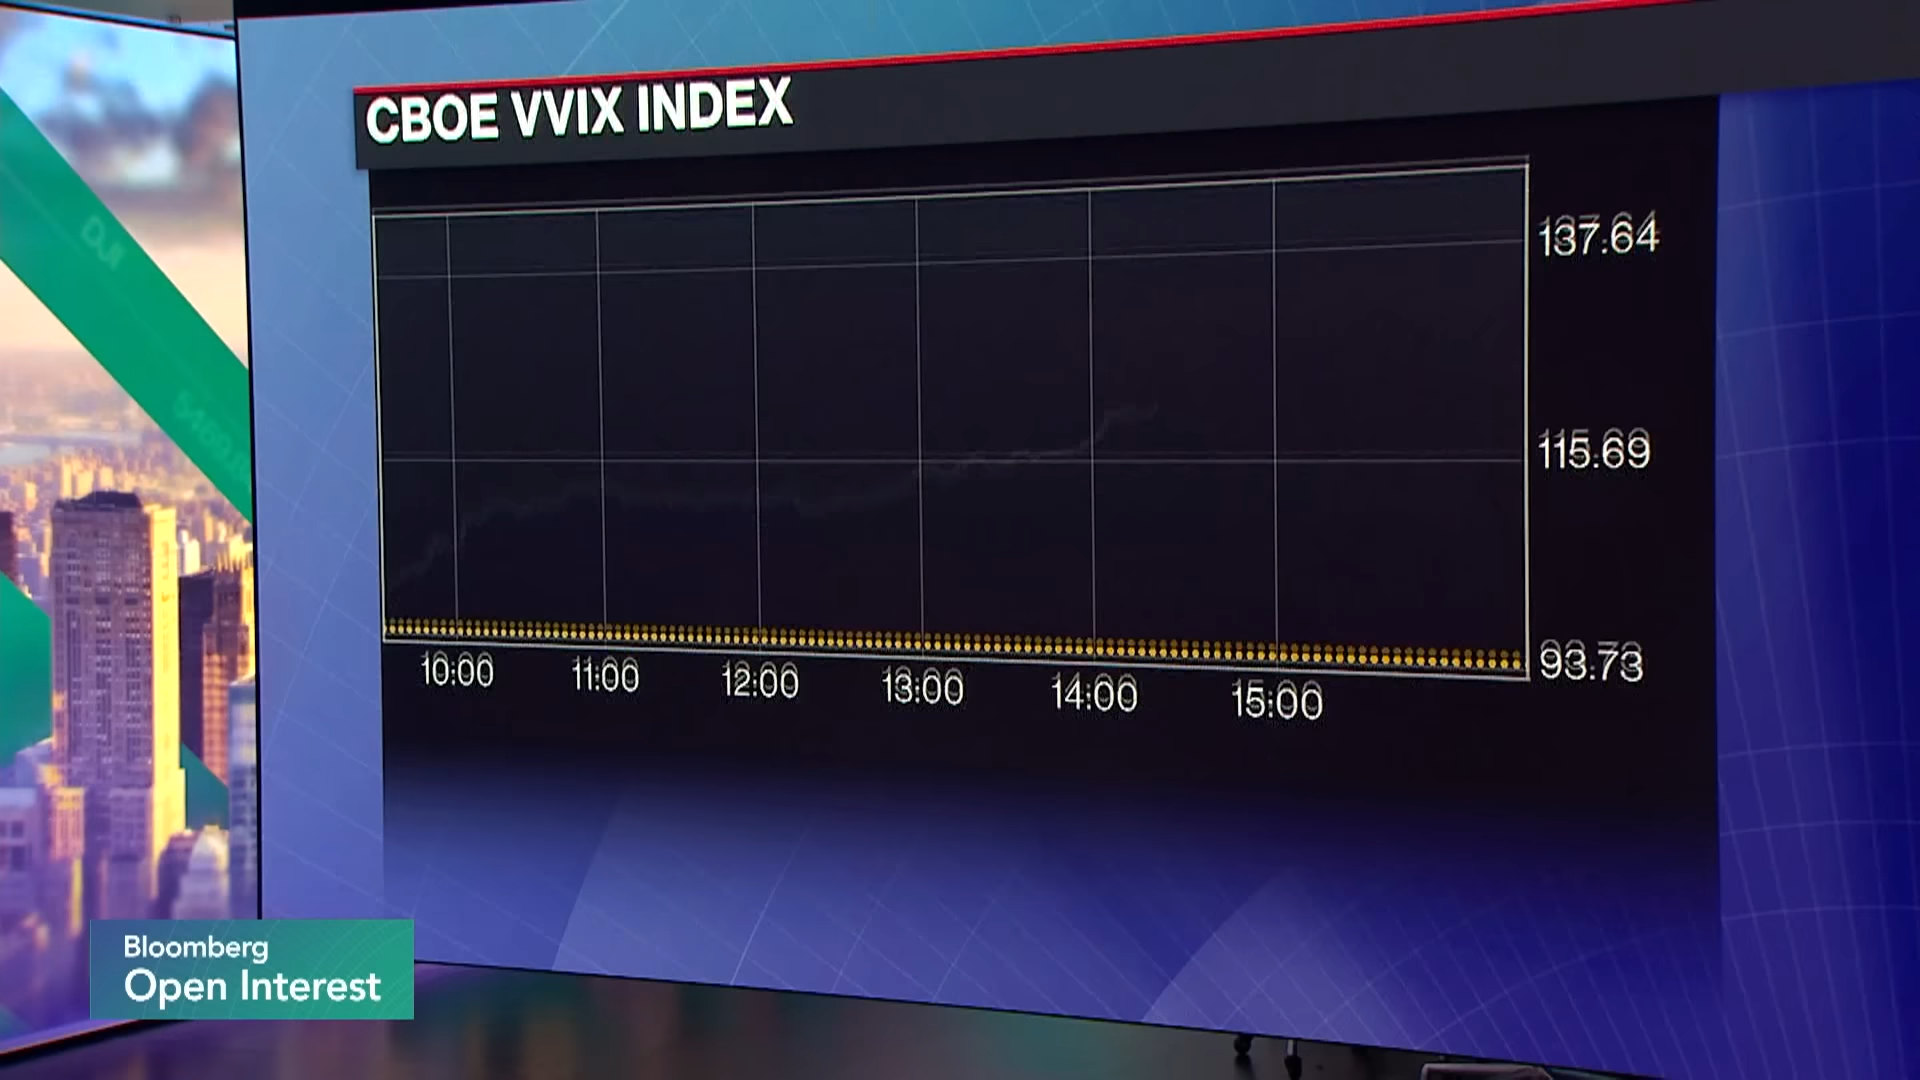 CBOE VVIX INDEX
DJI
137.64
115.69
93.73
10:00 11:00 12:00 13:00 14:00 15:00
Bloomberg
Open Interest